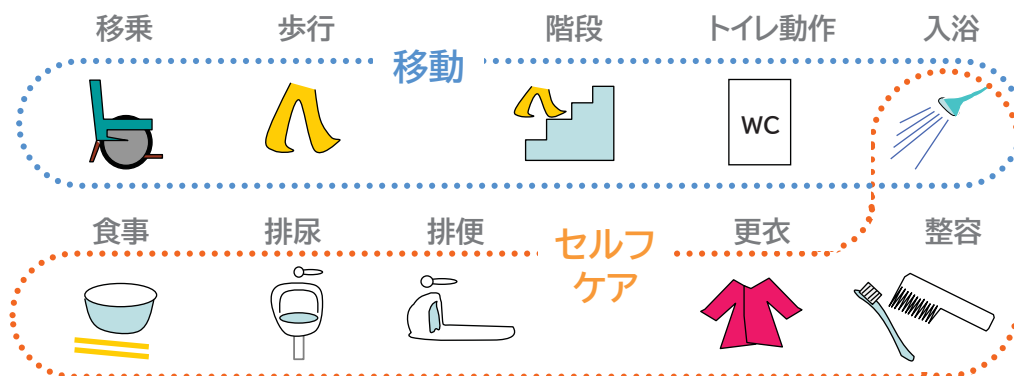 移乗
歩行
階段
トイレ動作
入浴
移動
WC
食事
排尿
排便
セルフ
ケア
更衣
整容